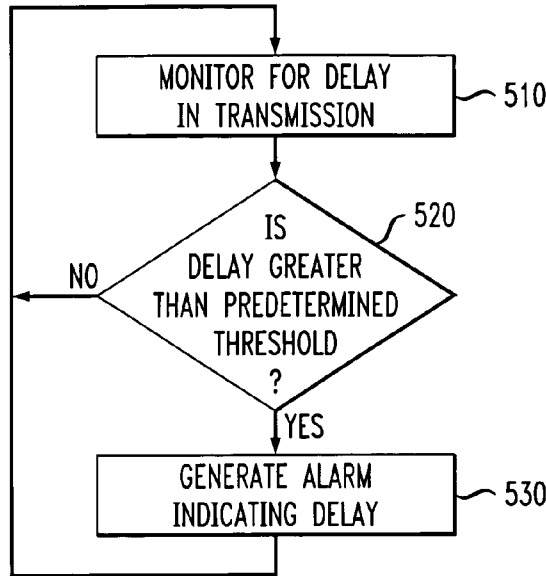 MONITOR FOR DELAY
IN TRANSMISSION
510
520
IS
DELAY GREATER
THAN PREDETERMINED
THRESHOLD
?
NO
YES
GENERATE ALARM
INDICATING DELAY
530